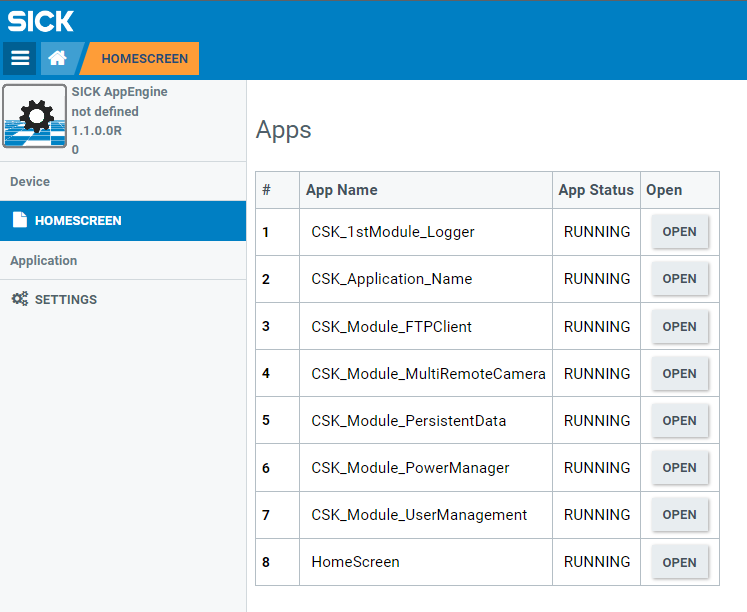 SICK
HOMESCREEN
SICK AppEngine
not defined
1.1.0.0R
0
Device
HOMESCREEN
Application
SETTINGS
Apps
# App Name App Status Open
1 CSK_1stModule_Logger RUNNING OPEN
2 CSK_Application_Name RUNNING OPEN
3 CSK_Module_FTPClient RUNNING OPEN
4 CSK_Module_MultiRemoteCamera RUNNING OPEN
5 CSK_Module_PersistentData RUNNING OPEN
6 CSK_Module_PowerManager RUNNING OPEN
7 CSK_Module_UserManagement RUNNING OPEN
8 HomeScreen RUNNING OPEN